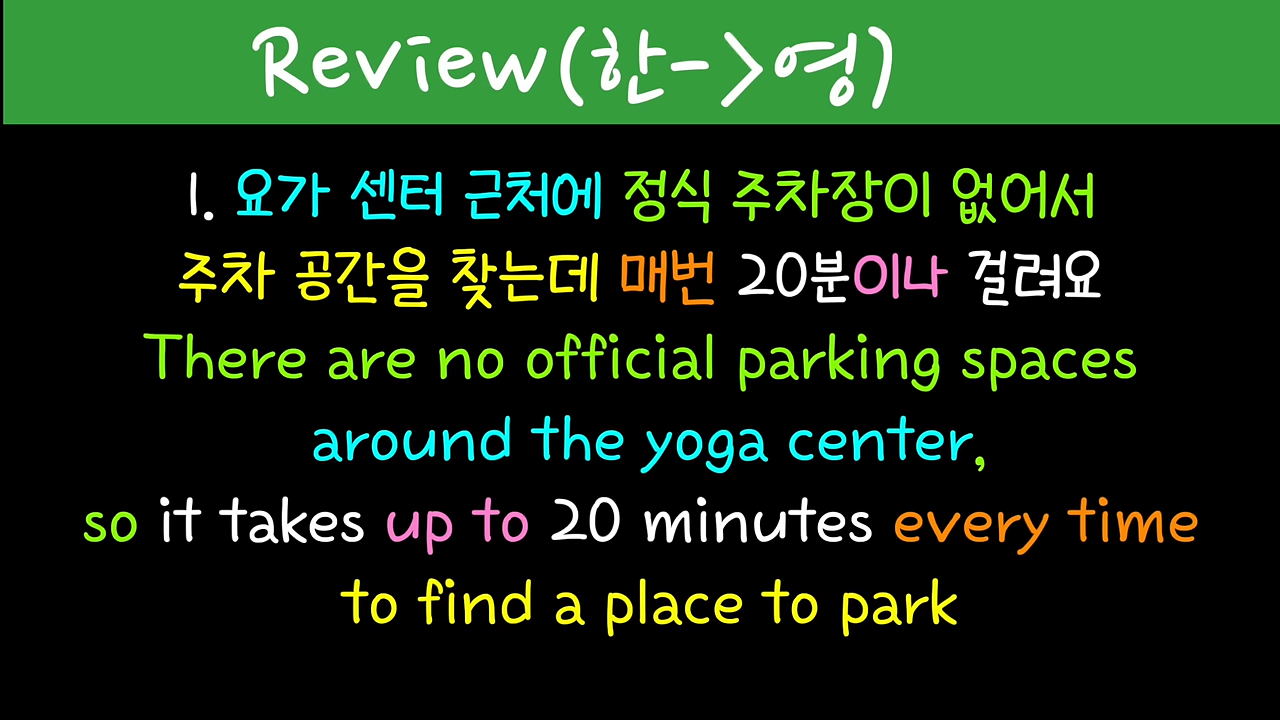 Review(한->영)
1. 요가 센터 근처에 정식 주차장이 없어서
주차 공간을 찾는데 매번 20분이나 걸려요
There are no official parking spaces
around the yoga center,
so it takes up to 20 minutes every time
to find a place to park